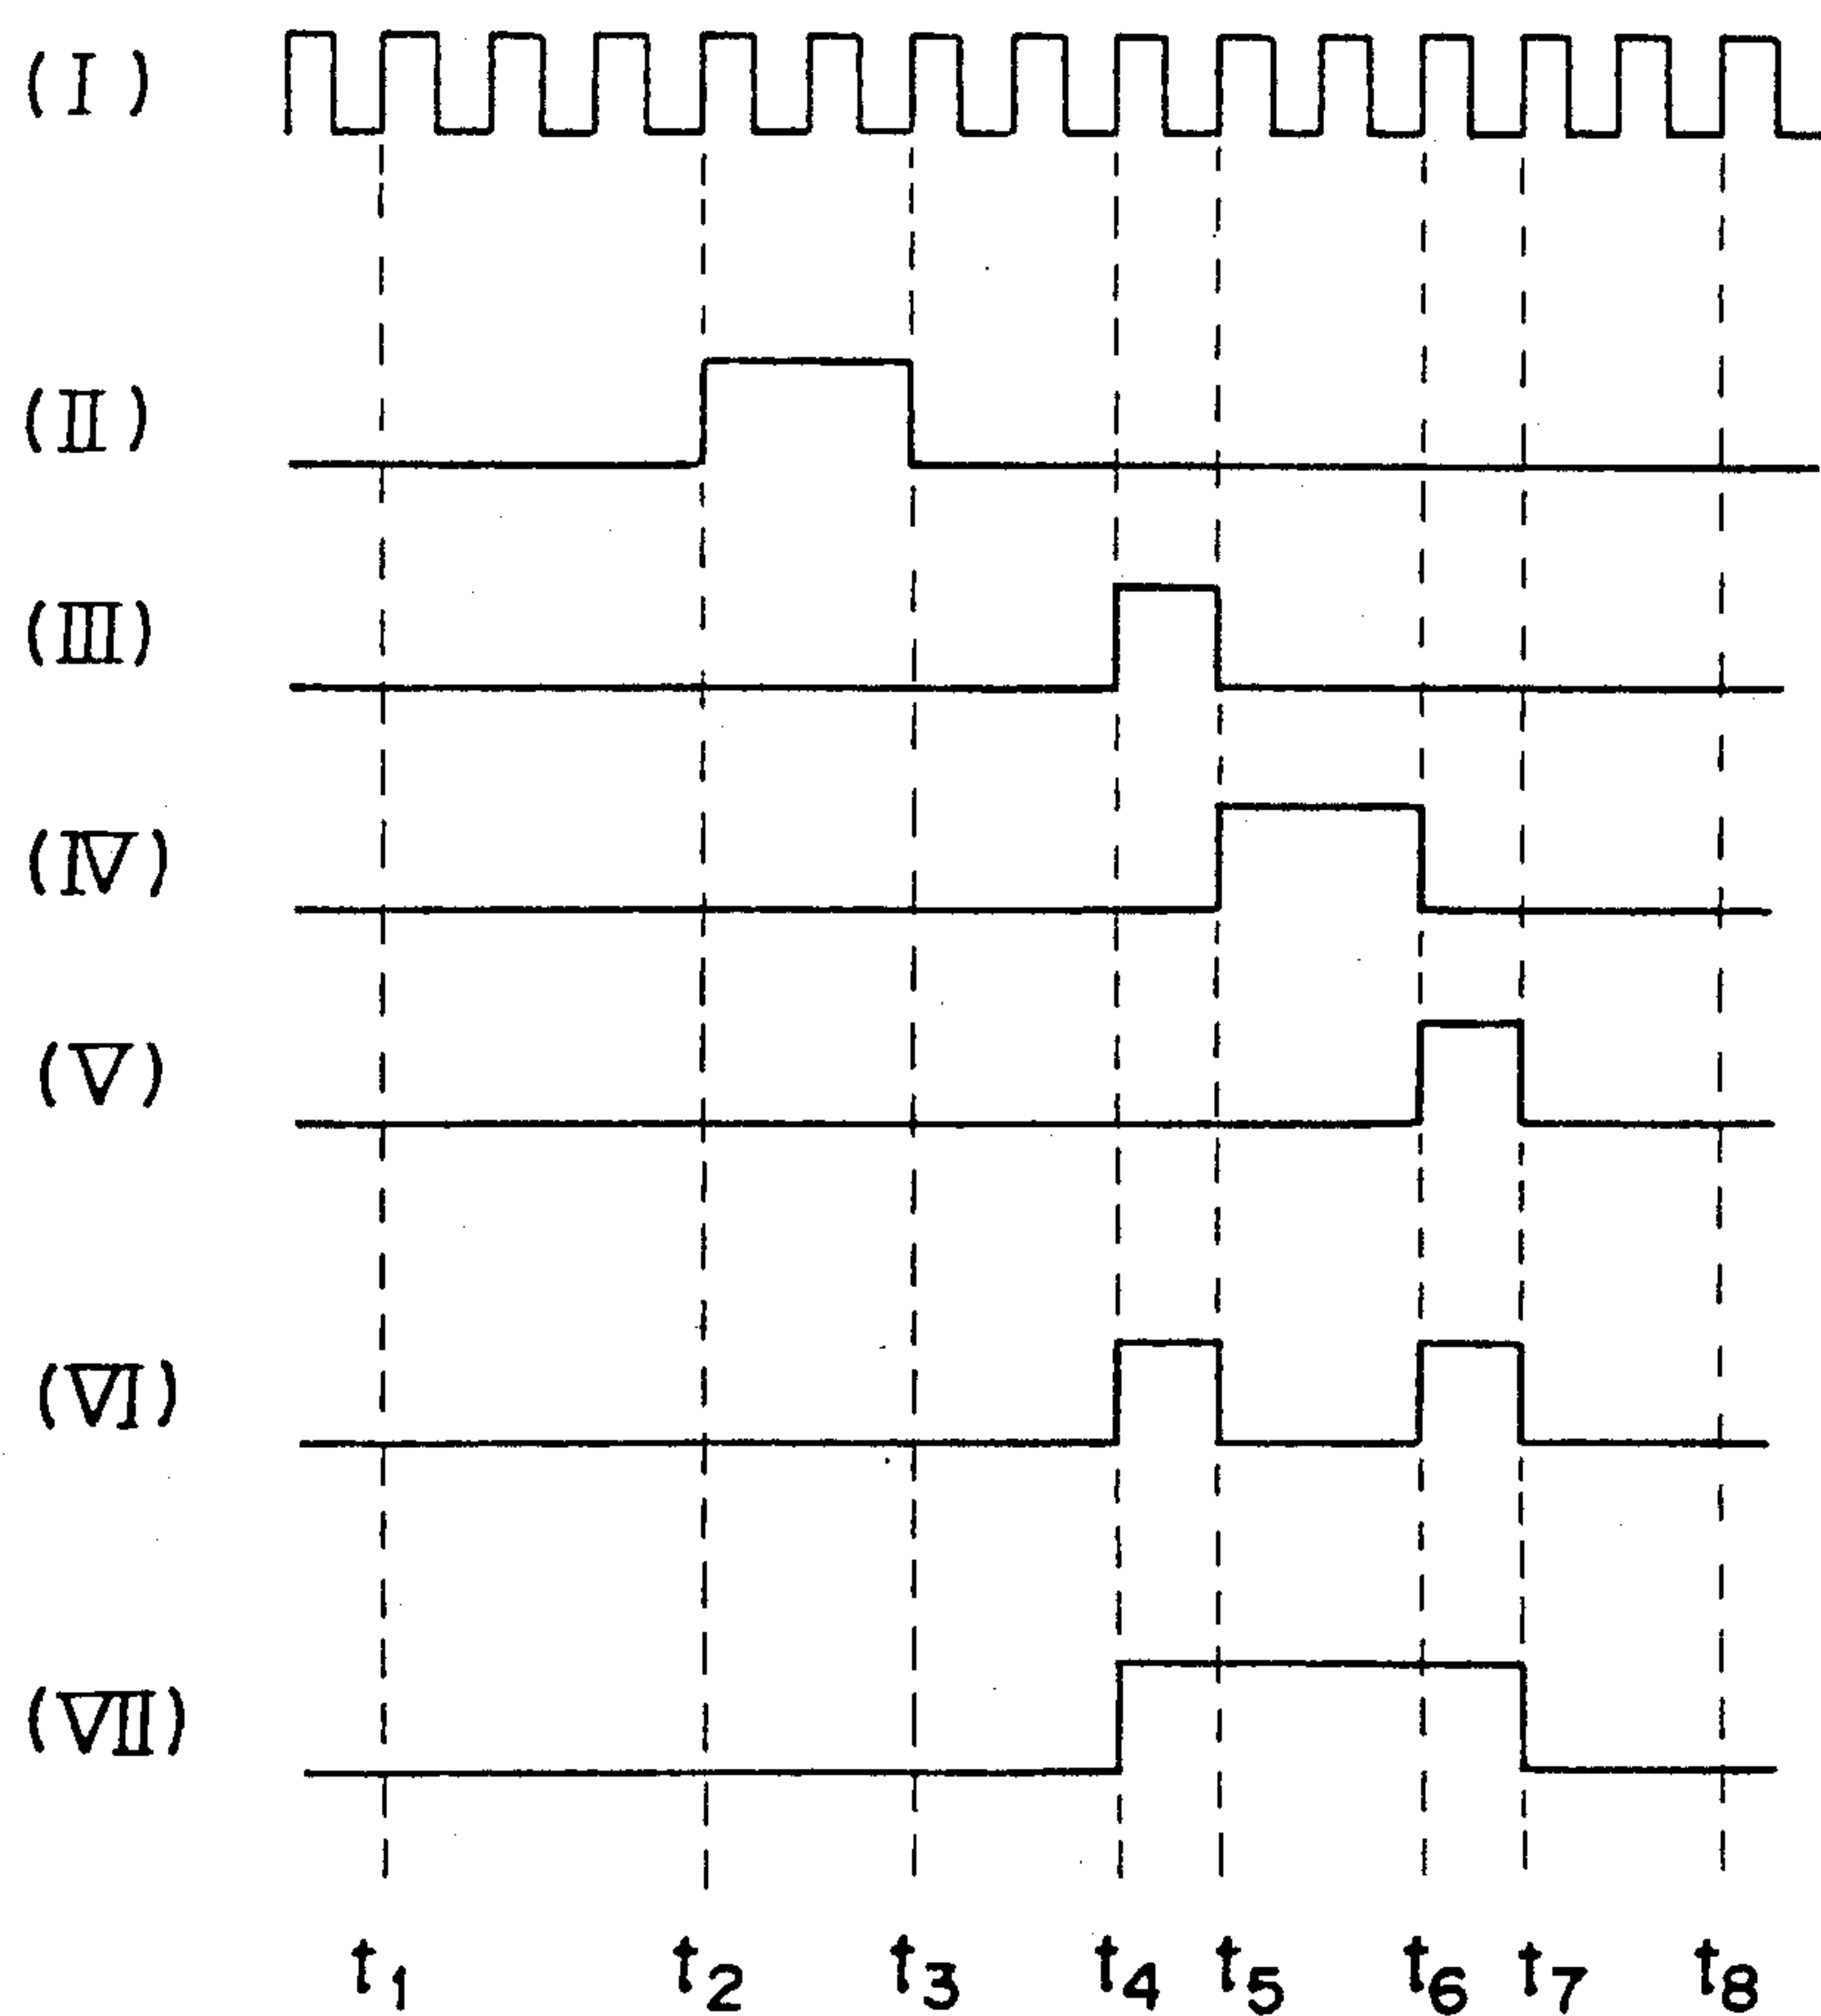 (I)
(II)
(III)
(IV)
(V)
(VI)
(VII)
t1 t2 t3 t4 t5 t6 t7 t8